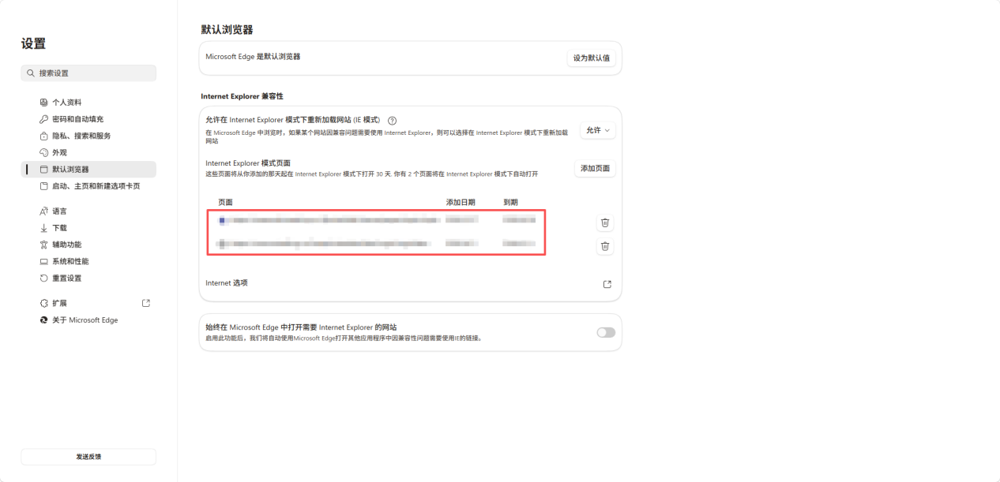 设置
搜索设置
个人资料
密码和自动填充
隐私、搜索和服务
外观
默认浏览器
启动、主页和新建选项卡页
语言
下载
辅助功能
系统和性能
重置设置
扩展
关于 Microsoft Edge
发送反馈
默认浏览器
Microsoft Edge 是默认浏览器
设为默认值
Internet Explorer 兼容性
允许在 Internet Explorer 模式下重新加载网站 (IE 模式)
在 Microsoft Edge 中浏览时，如果某个网站因兼容问题需要使用 Internet Explorer，则可以选择在 Internet Explorer 模式下重新加载
网站
允许
Internet Explorer 模式页面
这些页面将从你添加的那天起在 Internet Explorer 模式下打开 30 天. 你有 2 个页面将在 Internet Explorer 模式下自动打开
添加页面
页面 添加日期 到期
Internet 选项
始终在 Microsoft Edge 中打开需要 Internet Explorer 的网站
启用此功能后，我们将自动使用Microsoft Edge打开其他应用程序中因兼容性问题需要使用IE的链接。